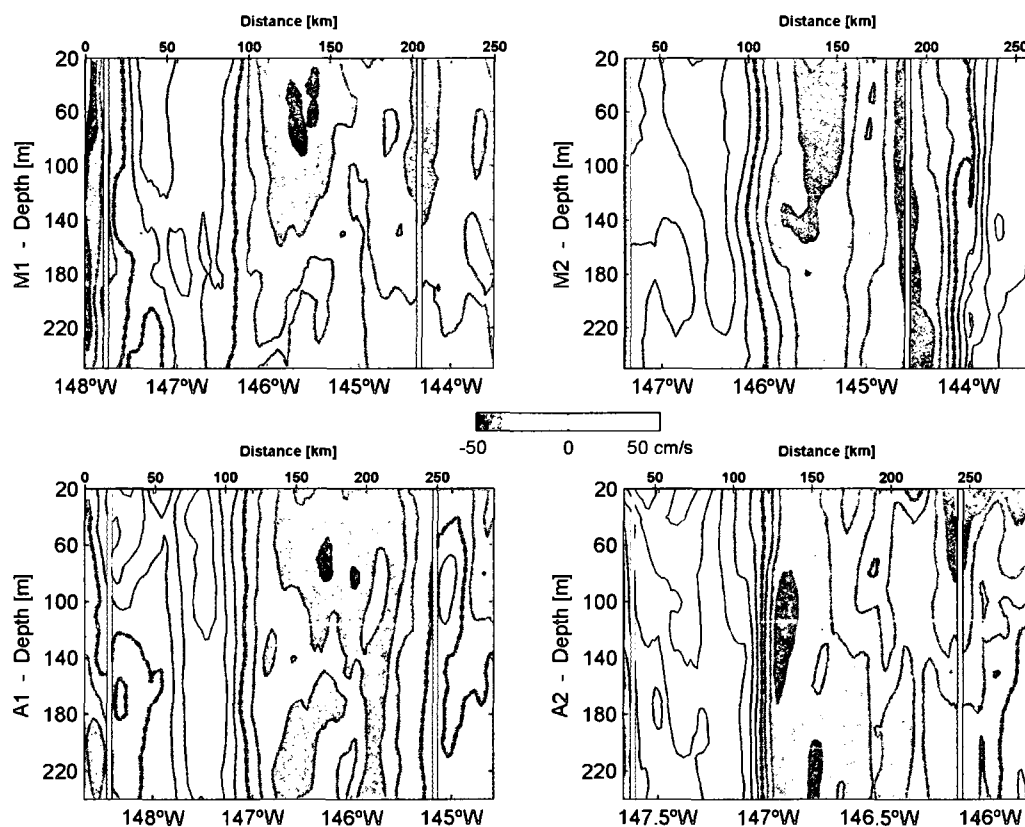 Distance [km]
0 50 100 150 200 250
20
60
100
140
180
220
M1 - Depth [m]
148°W 147°W 146°W 145°W 144°W
Distance [km]
50 100 150 200 250
20
60
100
140
180
220
M2 - Depth [m]
147°W 146°W 145°W 144°W
-50 0 50 cm/s
Distance [km]
0 50 100 150 200 250
20
60
100
140
180
220
A1 - Depth [m]
148°W 147°W 146°W 145°W
Distance [km]
50 100 150 200 250
20
60
100
140
180
220
A2 - Depth [m]
147.5°W 147°W 146.5°W 146°W